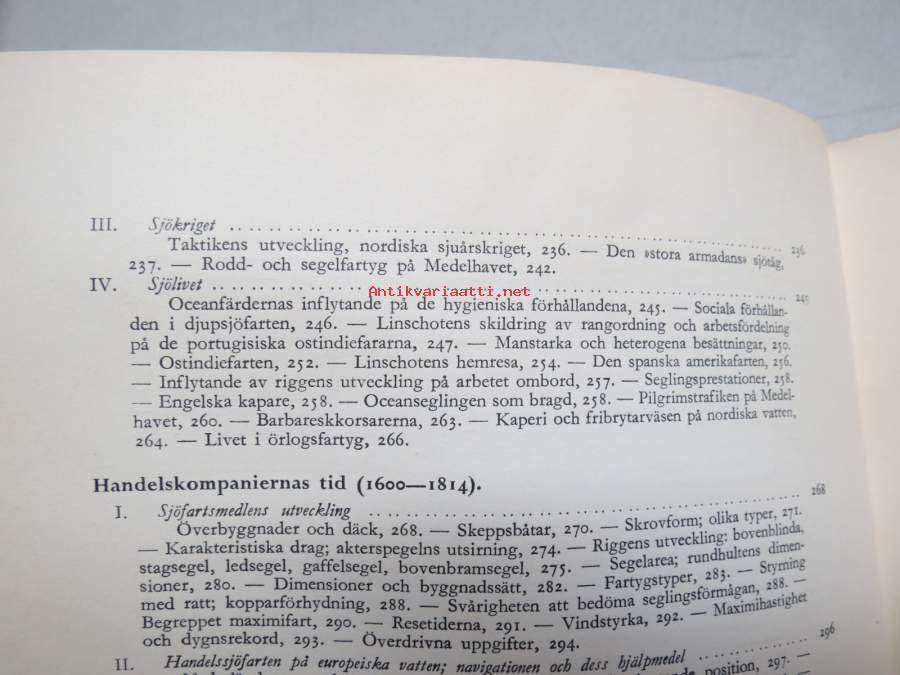 III. Sjökriget 236
Taktikens utveckling, nordiska sjuårskriget, 236. — Den »stora armadans» sjötåg,
237. — Rodd- och segelfartyg på Medelhavet, 242.
IV. Sjölivet 245
Antikvariaatti.net
Oceanfärdernas inflytande på de hygieniska förhållandena, 245. — Sociala förhållan-
den i djupsjöfarten, 246. — Linschotens skildring av rangordning och arbetsfördelning
på de portugisiska ostindiefararna, 247. — Manstarka och heterogena besättningar, 250.
— Ostindiefarten, 252. — Linschotens hemresa, 254. — Den spanska amerikafarten, 256.
— Inflytande av riggens utveckling på arbetet ombord, 257. — Seglingsprestationer, 258.
— Engelska kapare, 258. — Oceanseglingen som bragd, 258. — Pilgrimstrafiken på Medel-
havet, 260. — Barbareskkorsarerna, 263. — Kaperi och fribrytarväsen på nordiska vatten,
264. — Livet i örlogsfartyg, 266.
Handelskompaniernas tid (1600—1814).
I. Sjöfartsmedlens utveckling 268
Överbyggnader och däck, 268. — Skeppsbåtar, 270. — Skrovform; olika typer, 271.
— Karakteristiska drag; akterspegelns utsirning, 274. — Riggens utveckling: bovenblinda,
stagsegel, ledsegel, gaffelsegel, bovenbramsegel, 275. — Segelarea; rundhultens dimen-
sioner, 280. — Dimensioner och byggnadssätt, 282. — Fartygstyper, 283. — Styrning
med ratt; kopparförhydning, 288. — Svårigheten att bedöma seglingsförmågan, 288. —
Begreppet maximifart, 290. — Resetiderna, 291. — Vindstyrka, 292. — Maximihastighet
och dygnsrekord, 293. — Överdrivna uppgifter, 294.
II. Handelssjöfarten på europeiska vatten; navigationen och dess hjälpmedel 296
position, 297. —